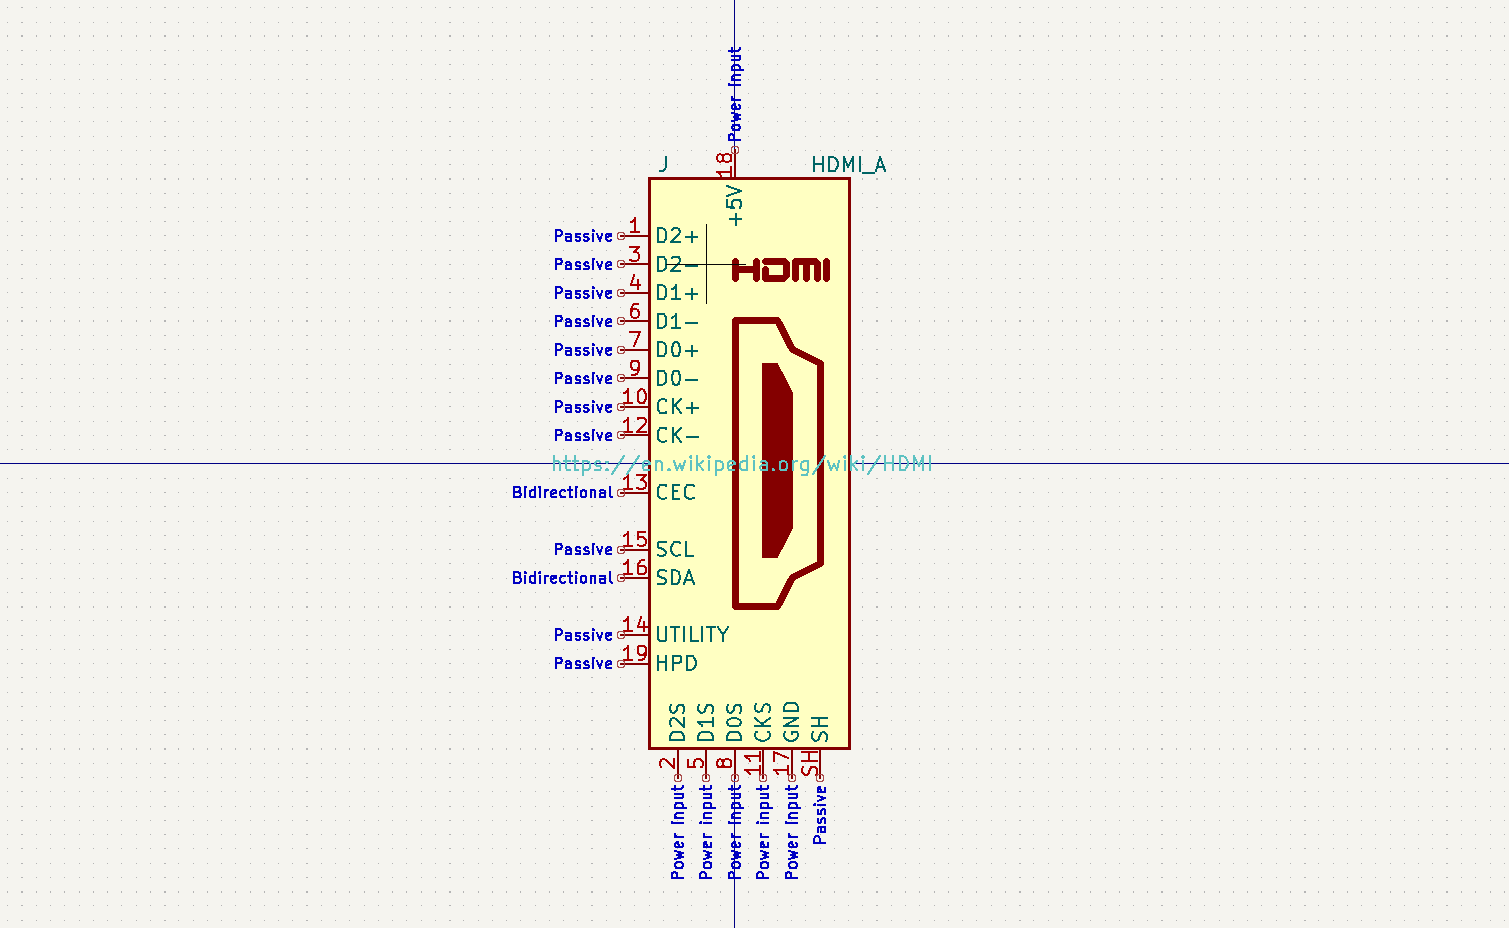 Power Input
18
J
HDMI_A
+5V
Passive 1 D2+
Passive 3 D2-
HDMI
Passive 4 D1+
Passive 6 D1-
Passive 7 D0+
Passive 9 D0-
Passive 10 CK+
Passive 12 CK-
https://en.wikipedia.org/wiki/HDMI
Bidirectional 13 CEC
Passive 15 SCL
Bidirectional 16 SDA
Passive 14 UTILITY
Passive 19 HPD
D2S D1S D0S CKS GND SH
2 5 8 11 17 SH
Power input Power input Power input Power input Power input Passive